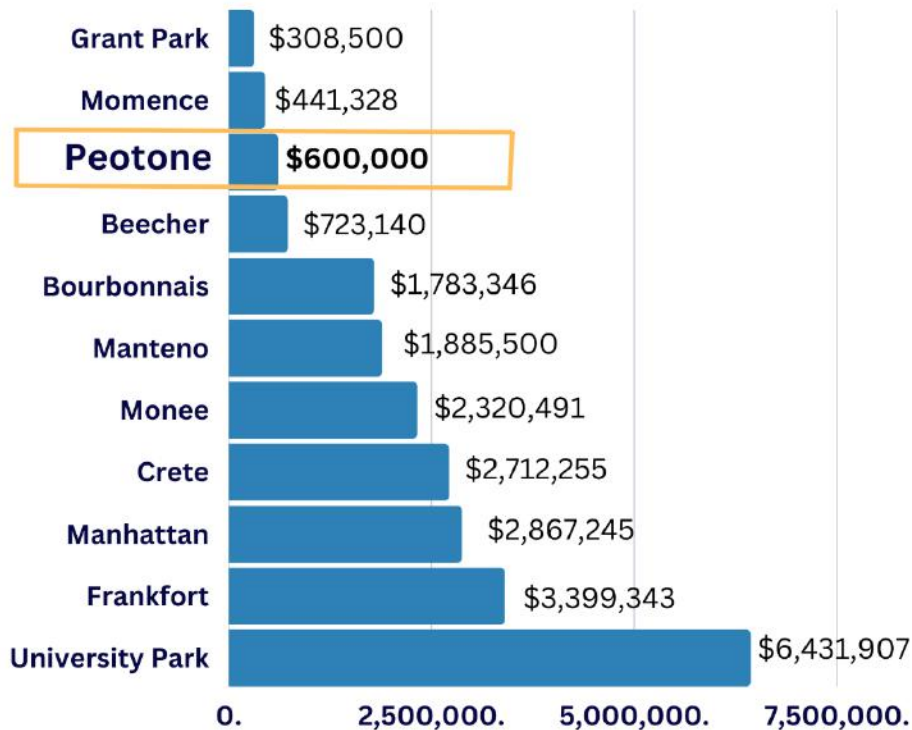 Grant Park $308,500
Momence $441,328
Peotone $600,000
Beecher $723,140
Bourbonnais $1,783,346
Manteno $1,885,500
Monee $2,320,491
Crete $2,712,255
Manhattan $2,867,245
Frankfort $3,399,343
University Park $6,431,907
0. 2,500,000. 5,000,000. 7,500,000.